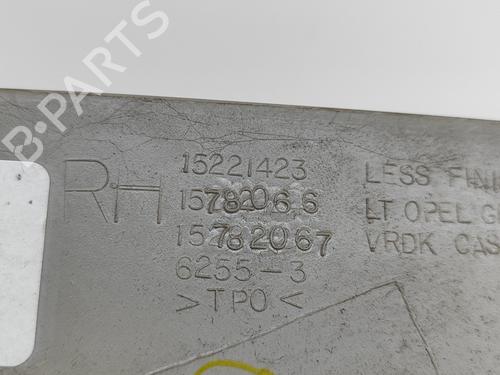 B-PARTS
RH
15221423 LESS FINI
15782066 LT OPEL G
15782067 VRDK CAS
6255-3
>TPO<